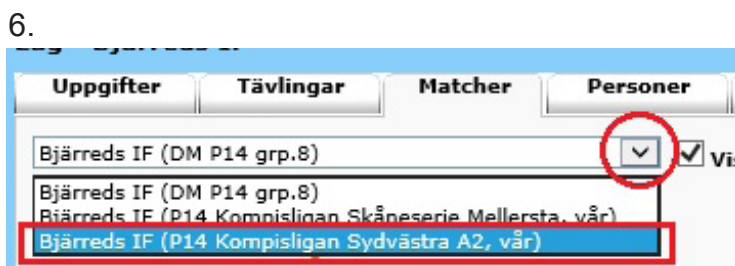 6.
Uppgifter Tävlingar Matcher Personer
Bjärreds IF (DM P14 grp.8)
Bjärreds IF (DM P14 grp.8)
Bjärreds IF (P14 Kompisligan Skåneserie Mellersta, vår)
Bjärreds IF (P14 Kompisligan Sydvästra A2, vår)